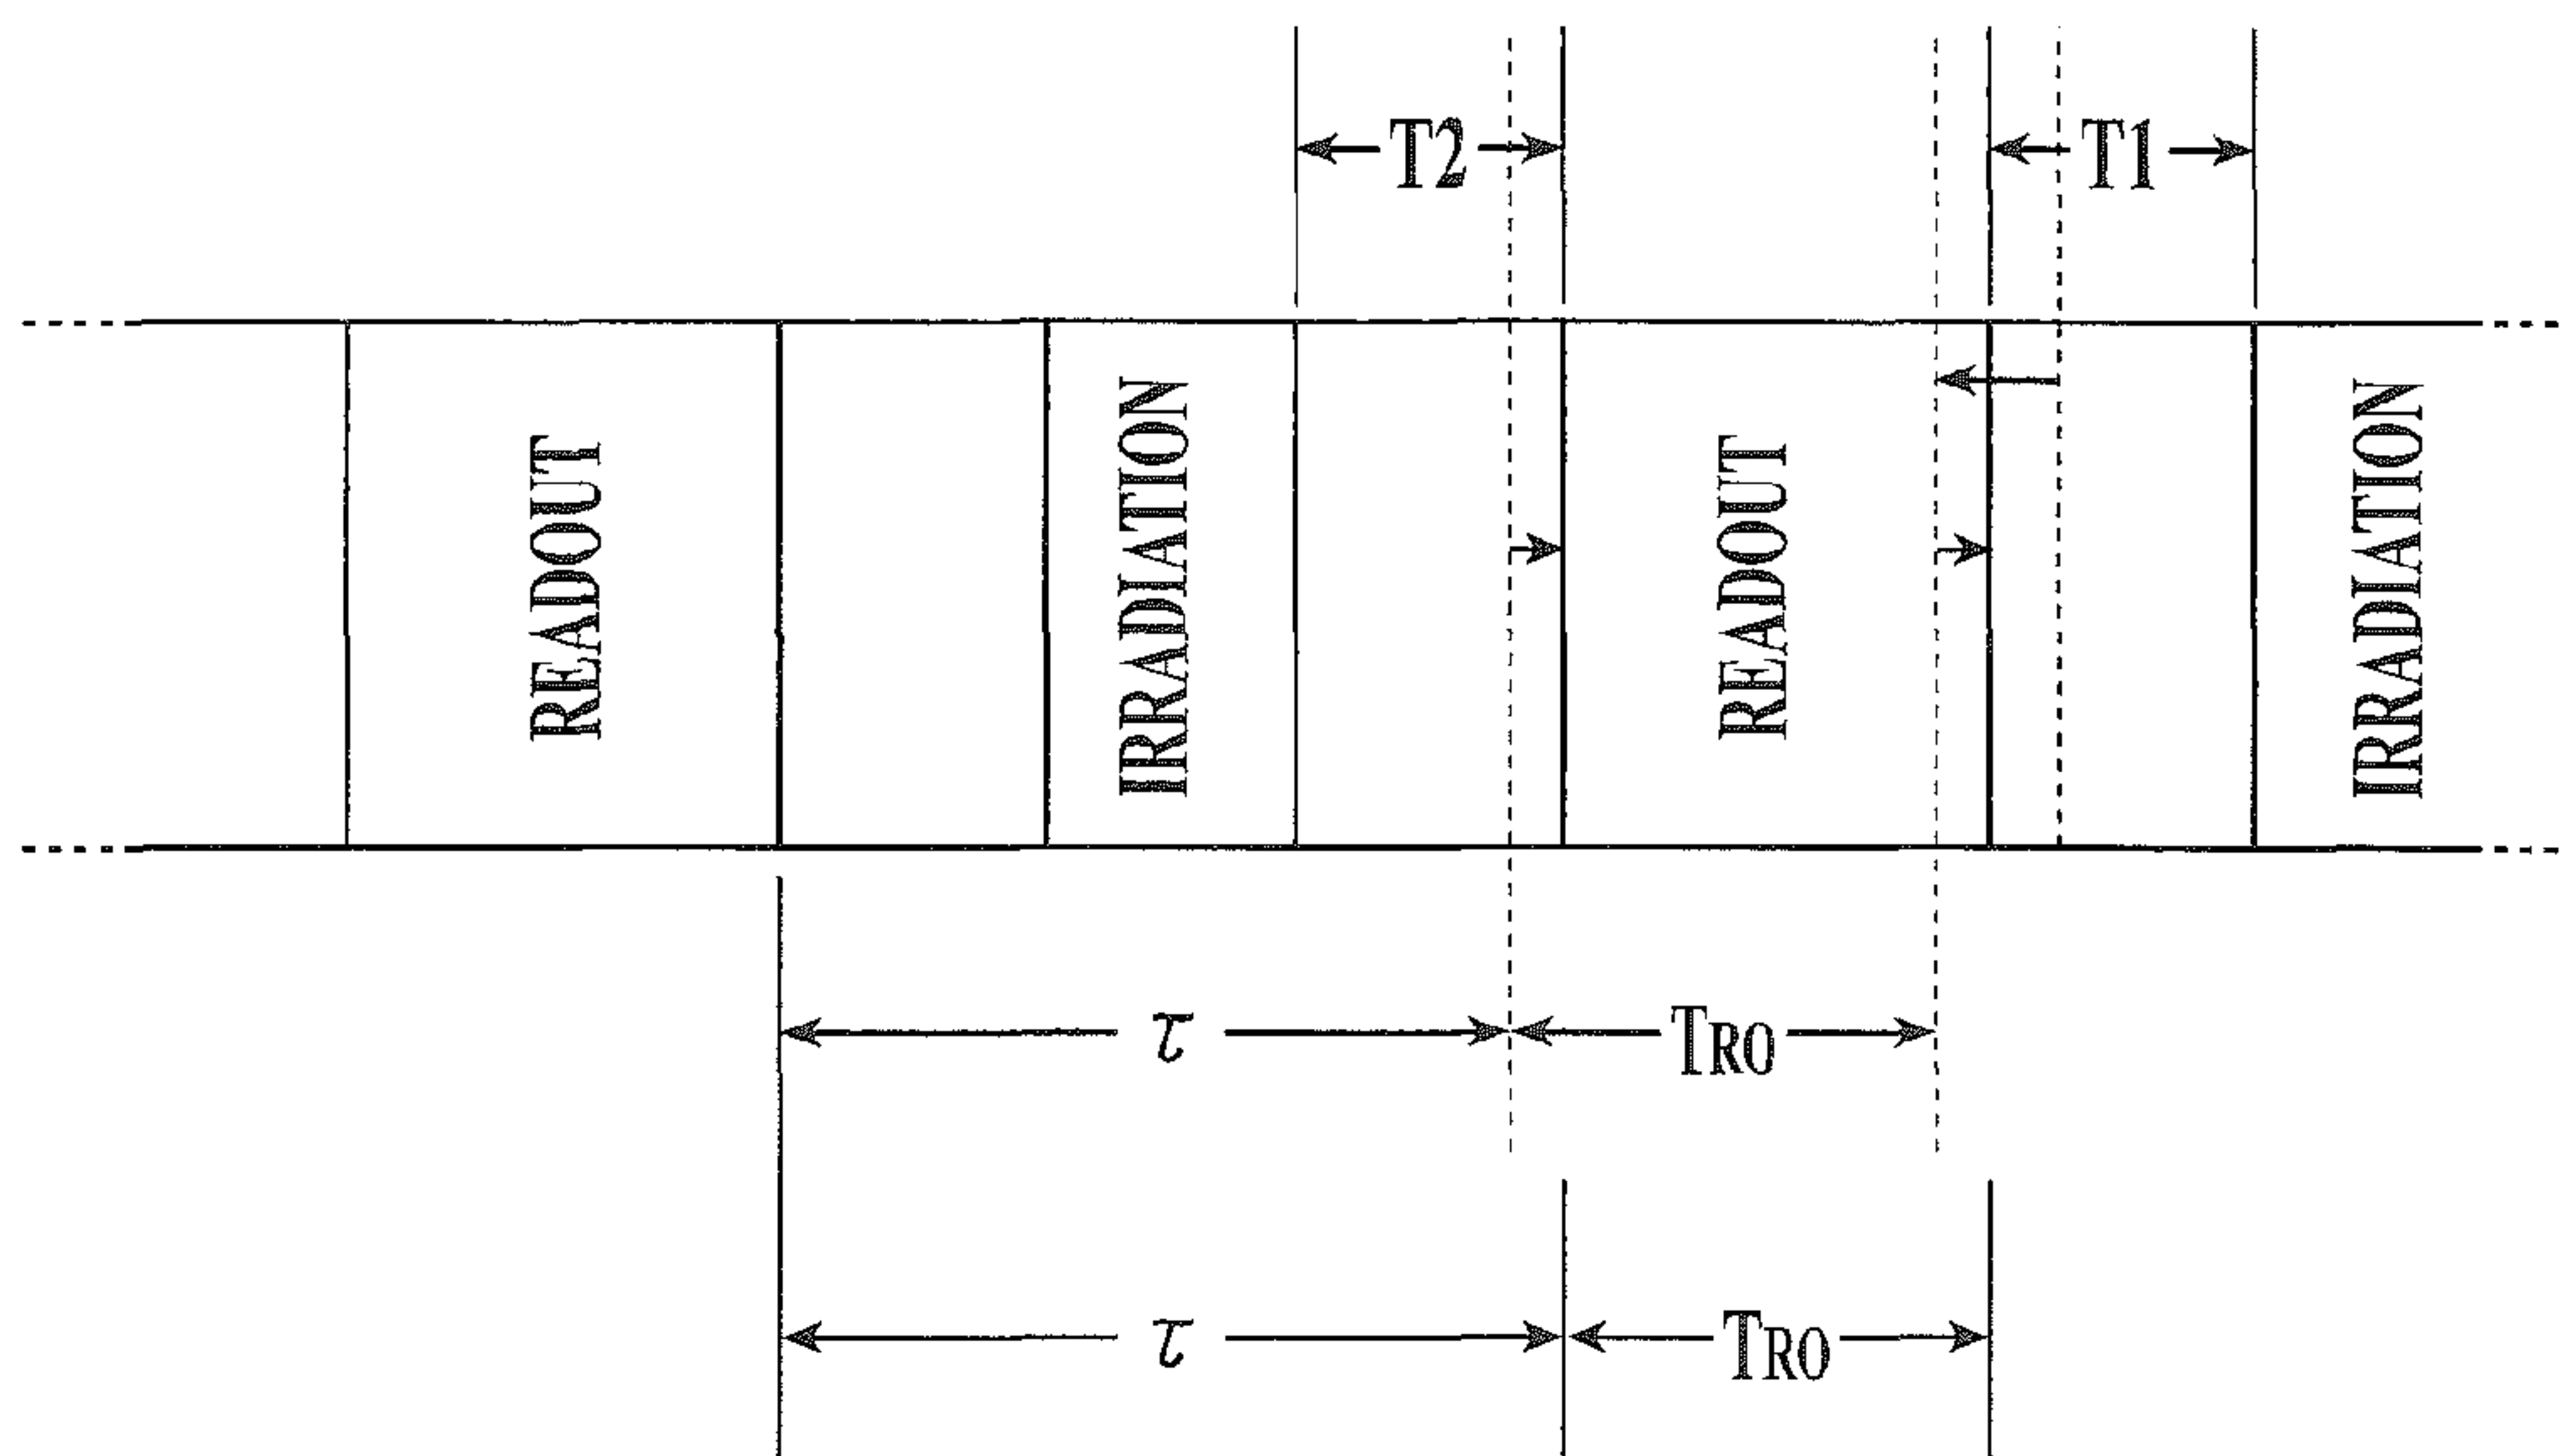 T2
T1
READOUT
IRRADIATION
READOUT
IRRADIATION
τ
TRO
τ
TRO